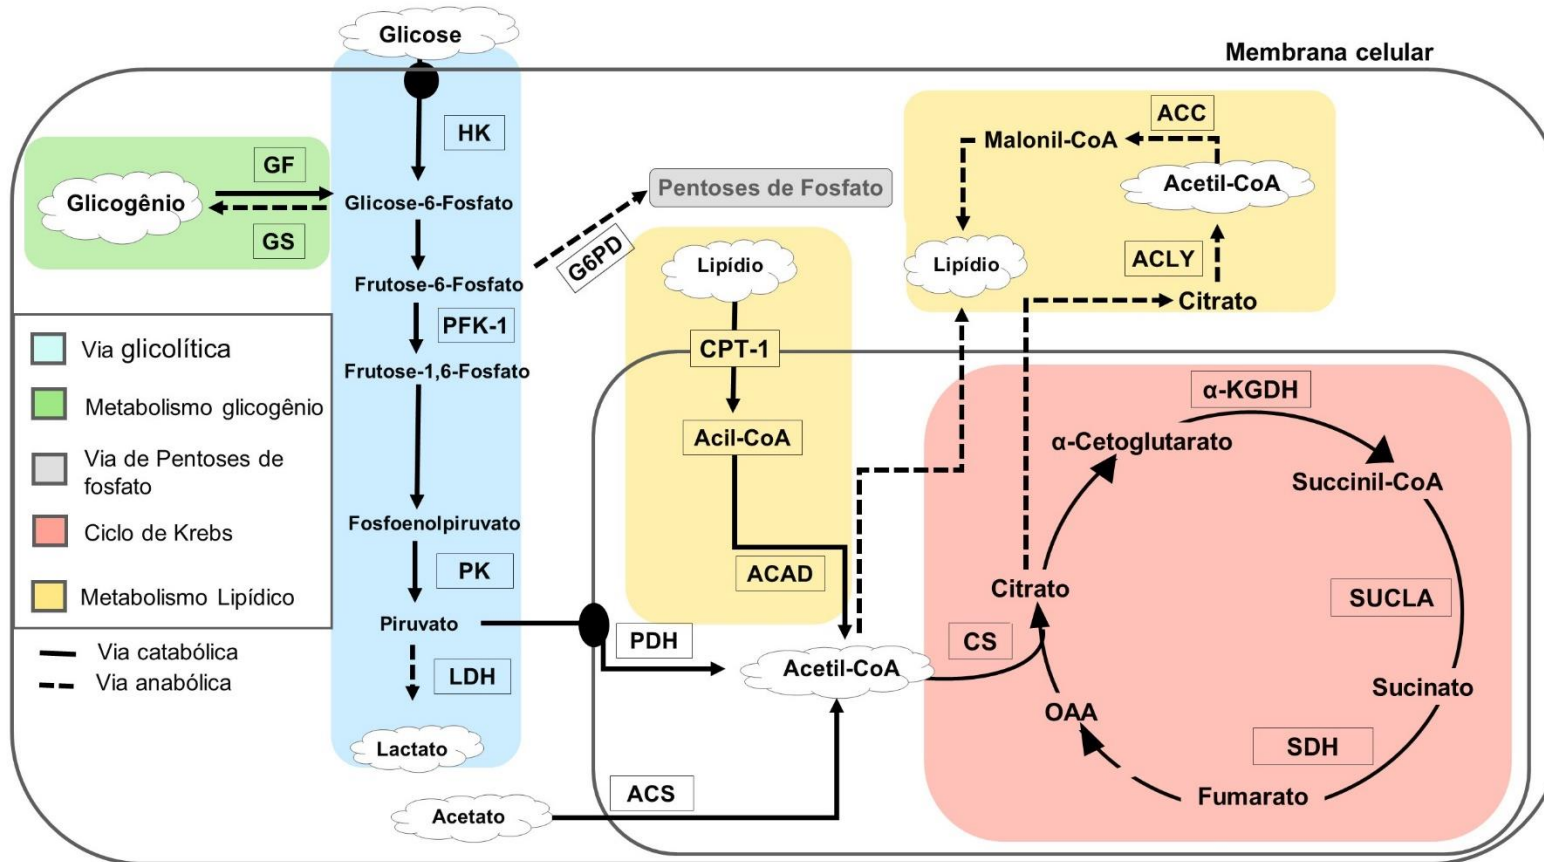 Glicose
Membrana celular
HK
GF
Glicogênio
GS
Glicose-6-Fosfato
Frutose-6-Fosfato
PFK-1
Frutose-1,6-Fosfato
Fosfoenolpiruvato
PK
Piruvato
LDH
Lactato
G6PD
Pentoses de Fosfato
Lipídio
CPT-1
Acil-CoA
ACAD
PDH
Acetil-CoA
ACS
Acetato
ACC
Malonil-CoA
Acetil-CoA
Lipídio
ACLY
Citrato
α-KGDH
α-Cetoglutarato
Succinil-CoA
Citrato
SUCLA
CS
Sucinato
OAA
SDH
Fumarato
Via glicolítica
Metabolismo glicogênio
Via de Pentoses de
fosfato
Ciclo de Krebs
Metabolismo Lipídico
Via catabólica
Via anabólica